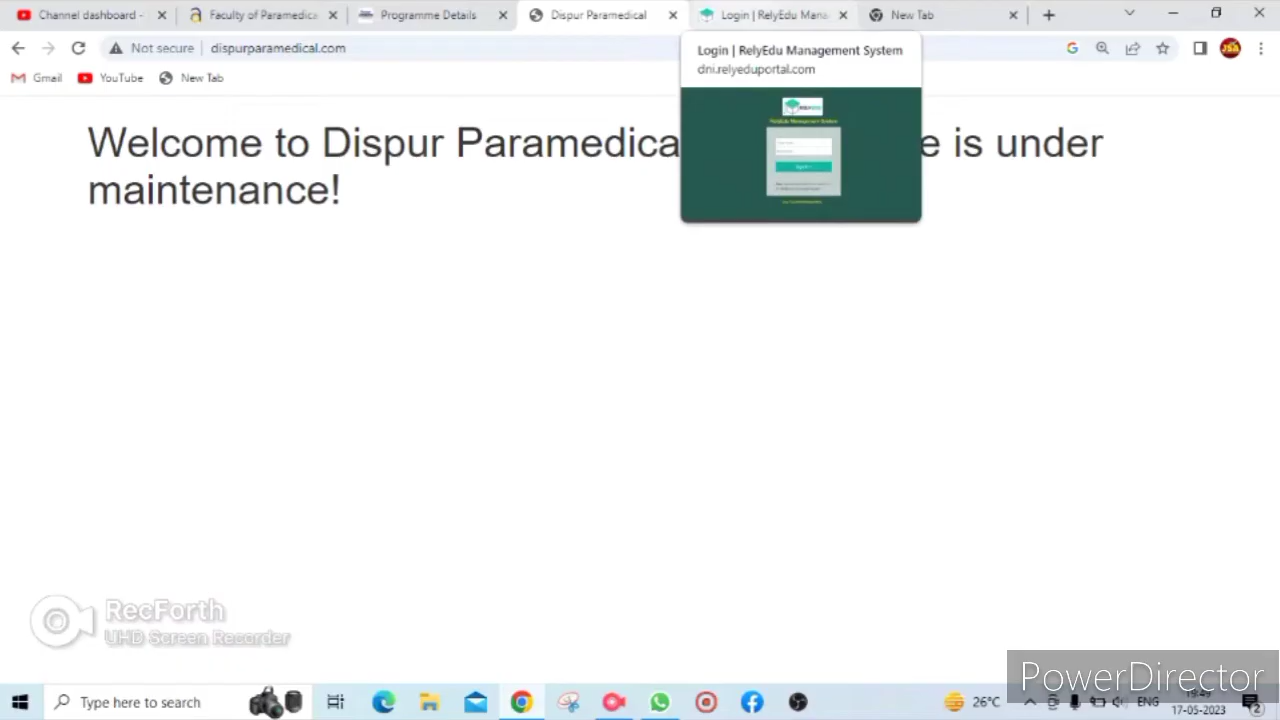 Channel dashboard -
Faculty of Paramedica
Programme Details
Dispur Paramedical
Login | RelyEdu Mana
New Tab
Not secure
dispurparamedical.com
Gmail
YouTube
New Tab
Login | RelyEdu Management System
dni.relyeduportal.com
Welcome to Dispur Paramedica e is under
maintenance!
RecForth
UHD Screen Recorder
PowerDirector
Type here to search
26°C
ENG
17-05-2023
2